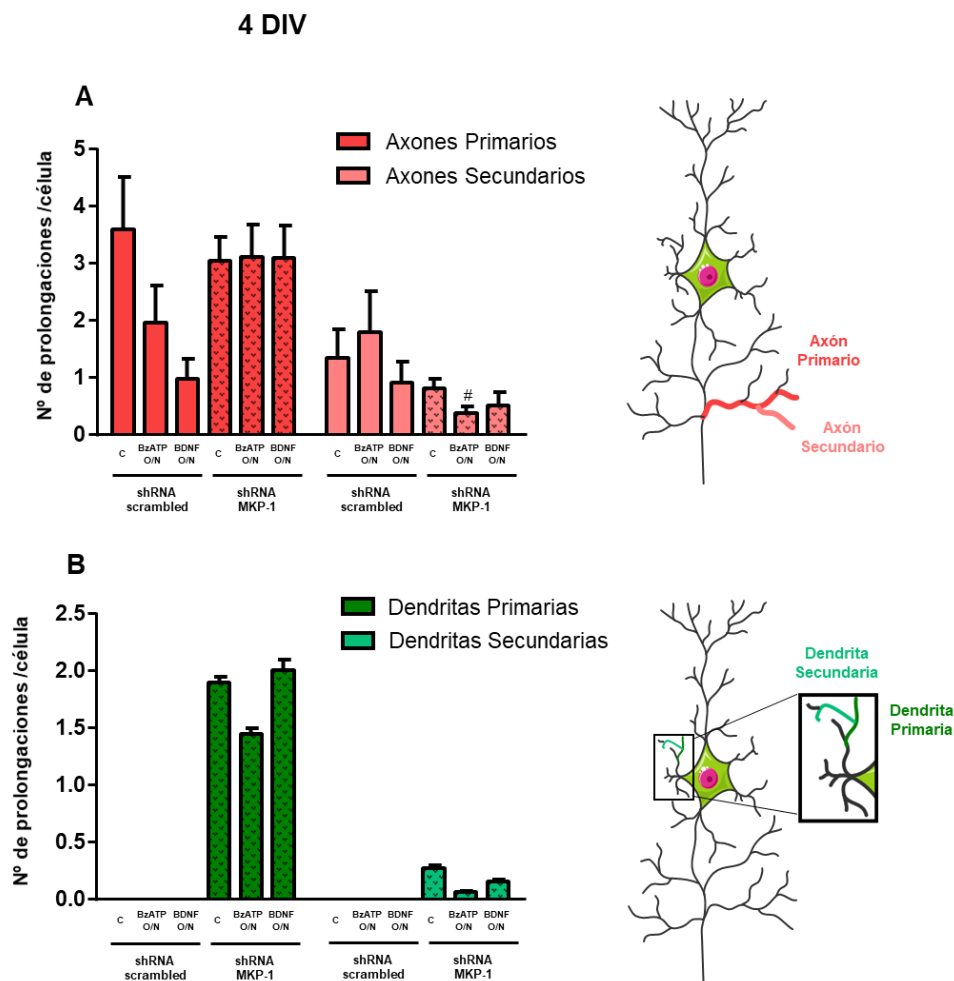 4 DIV
A
Nº de prolongaciones /célula
5
4
3
2
1
0
Axones Primarios
Axones Secundarios
#
C BzATP O/N BDNF O/N C BzATP O/N BDNF O/N C BzATP O/N BDNF O/N C BzATP O/N BDNF O/N
shRNA scrambled
shRNA MKP-1
shRNA scrambled
shRNA MKP-1
Axón
Primario
Axón
Secundario
B
Nº de prolongaciones /célula
2.5
2.0
1.5
1.0
0.5
0.0
Dendritas Primarias
Dendritas Secundarias
C BzATP O/N BDNF O/N C BzATP O/N BDNF O/N C BzATP O/N BDNF O/N C BzATP O/N BDNF O/N
shRNA scrambled
shRNA MKP-1
shRNA scrambled
shRNA MKP-1
Dendrita
Secundaria
Dendrita
Primaria